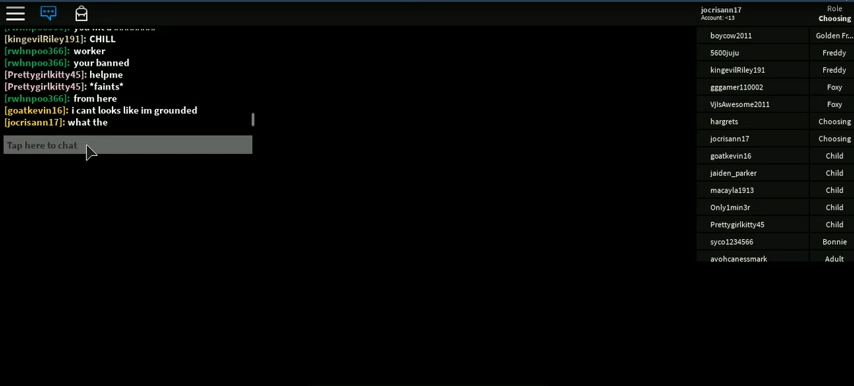 jocrisann17
Account: <13
Role
Choosing
[kingevilRiley191]: CHILL
[rwhnpoo366]: worker
[rwhnpoo366]: your banned
[Prettygirlkitty45]: helpme
[Prettygirlkitty45]: *faints*
[rwhnpoo366]: from here
[goatkevin16]: i cant looks like im grounded
[jocrisann17]: what the
Tap here to chat
boycow2011 Golden Fr...
5600juju Freddy
kingevilRiley191 Freddy
gggamer110002 Foxy
VjIsAwesome2011 Foxy
hargrets Choosing
jocrisann17 Choosing
goatkevin16 Child
jaiden_parker Child
macayla1913 Child
Only1min3r Child
Prettygirlkitty45 Child
syco1234566 Bonnie
ayohcanessmark Adult